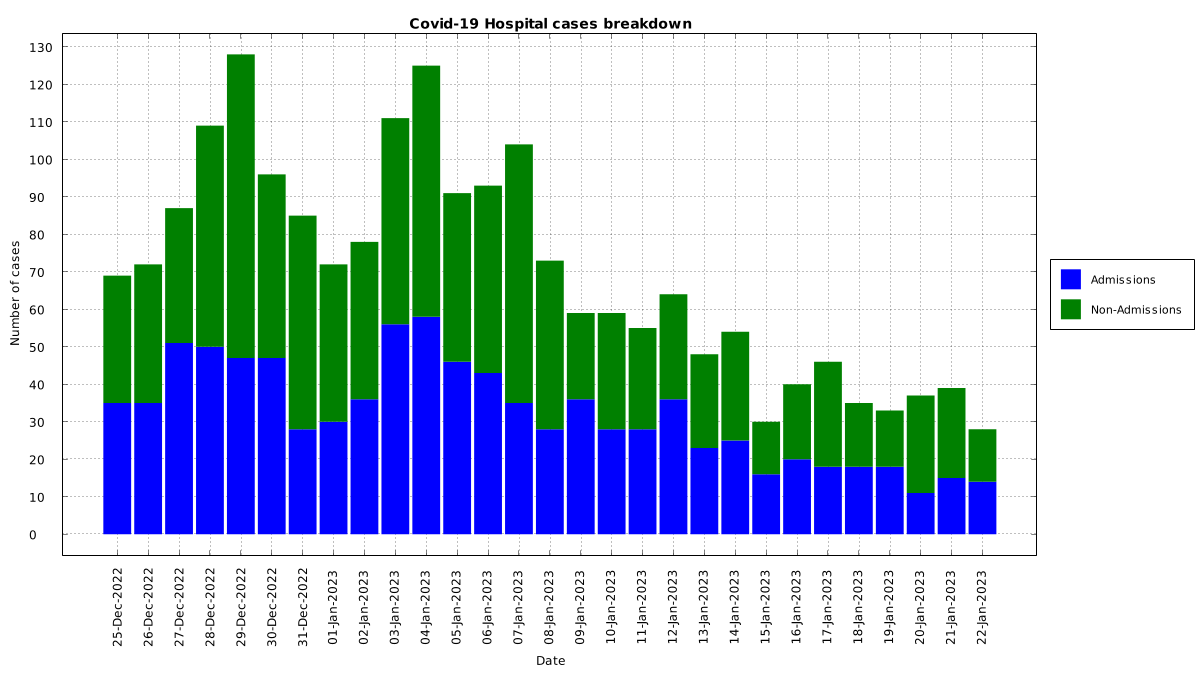 Covid-19 Hospital cases breakdown
130
120
110
100
90
80
70
60
50
40
30
20
10
0
Number of cases
25-Dec-2022
26-Dec-2022
27-Dec-2022
28-Dec-2022
29-Dec-2022
30-Dec-2022
31-Dec-2022
01-Jan-2023
02-Jan-2023
03-Jan-2023
04-Jan-2023
05-Jan-2023
06-Jan-2023
07-Jan-2023
08-Jan-2023
09-Jan-2023
10-Jan-2023
11-Jan-2023
12-Jan-2023
13-Jan-2023
14-Jan-2023
15-Jan-2023
16-Jan-2023
17-Jan-2023
18-Jan-2023
19-Jan-2023
20-Jan-2023
21-Jan-2023
22-Jan-2023
Date
Admissions
Non-Admissions